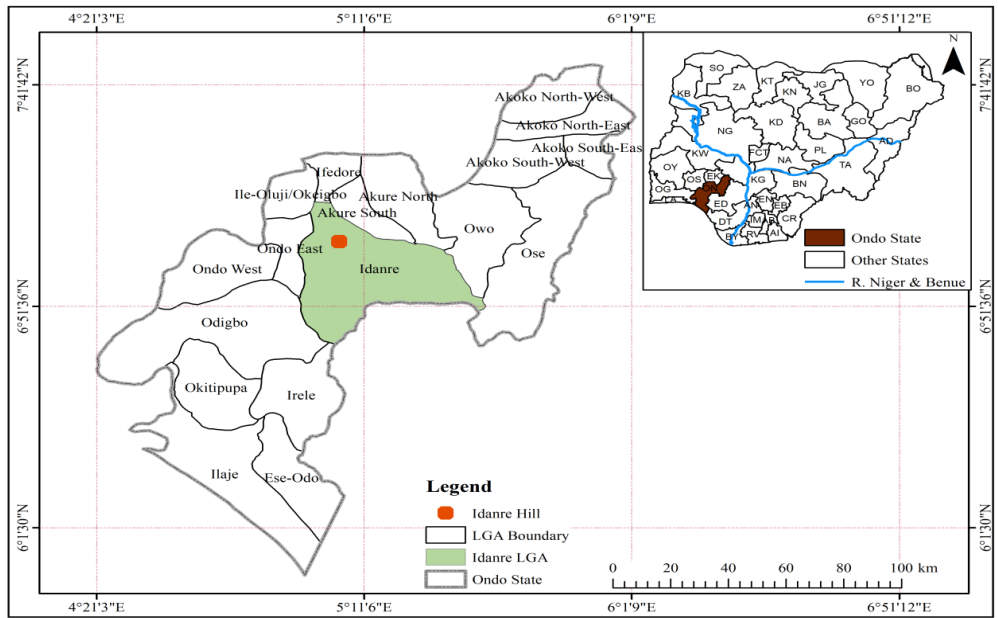 4°21'3"E 5°11'6"E 6°1'9"E 6°51'12"E
7°41'42"N
6°51'36"N
6°1'30"N
7°41'42"N
6°51'36"N
6°1'30"N
Akoko North-West
Akoko North-East
Akoko South-Eas
Akoko South-West
Ifedore
Ile-Oluji/Okeigbo
Akure North
Akure South
Owo
Ondo East
Ose
Ondo West
Idanre
Odigbo
Okitipupa
Irele
Ilaje
Ese-Odo
N
SO
KT
JG
YO
BO
KB
ZA
KN
NG
KD
BA
GO
AD
KW
FCT
PL
NA
TA
OY
OS
EK
KG
BN
OG
ON
ED
AN
EN
EB
LA
DT
IM
AB
CR
BY
RV
AI
Ondo State
Other States
R. Niger & Benue
Legend
Idanre Hill
LGA Boundary
Idanre LGA
Ondo State
0 20 40 60 80 100 km
4°21'3"E 5°11'6"E 6°1'9"E 6°51'12"E